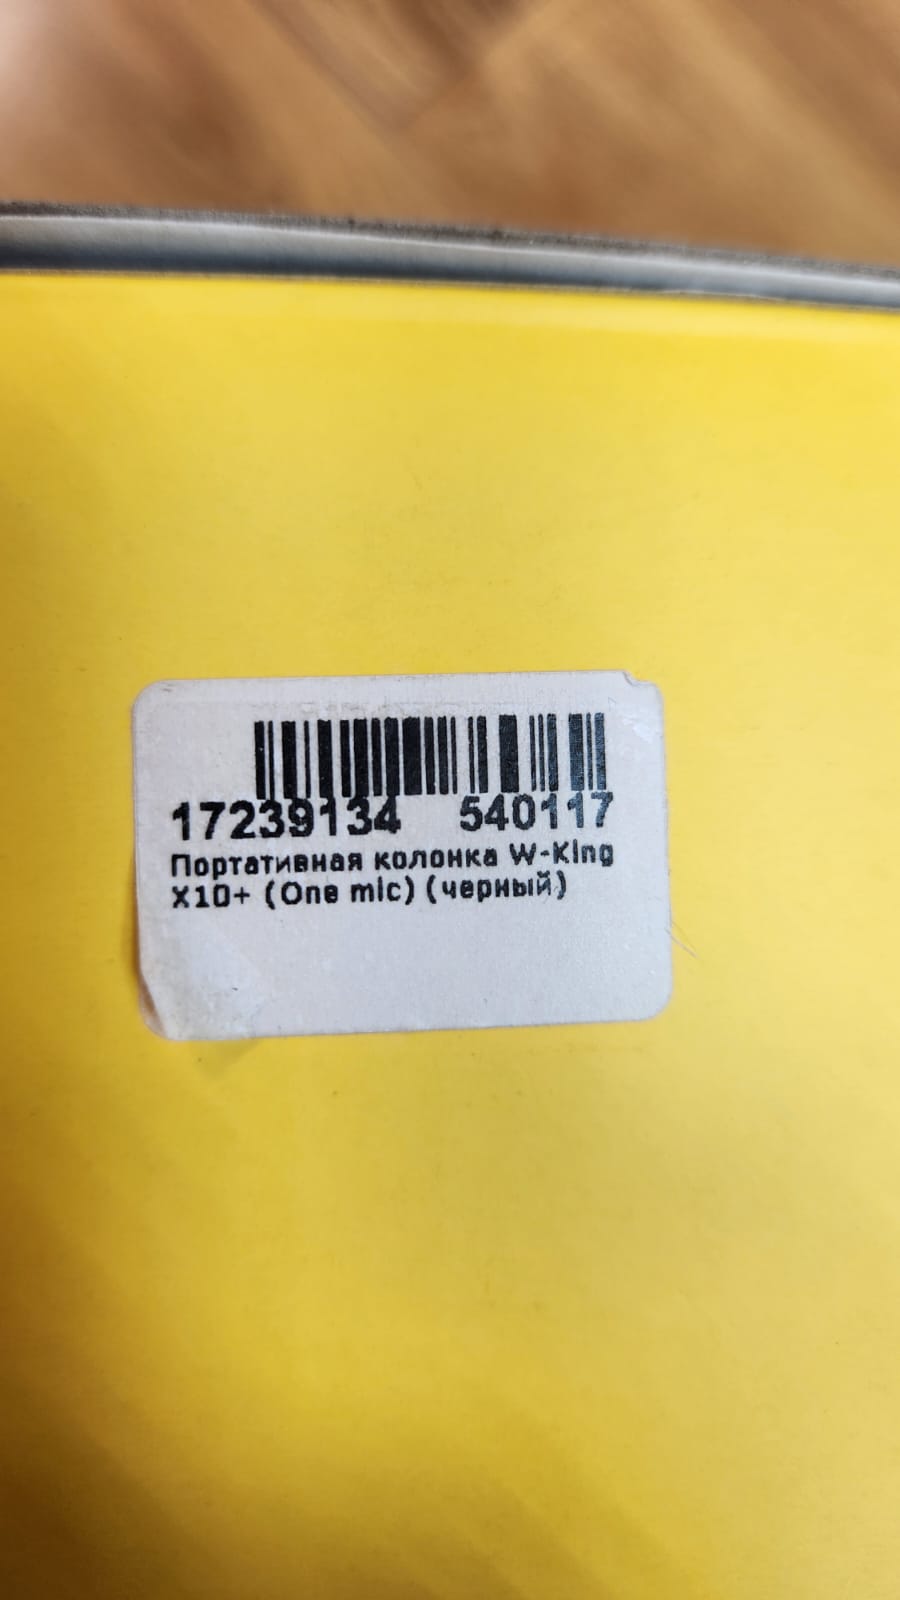 17239134 540117
Портативная колонка W-King
X10+ (One mic) (черный)